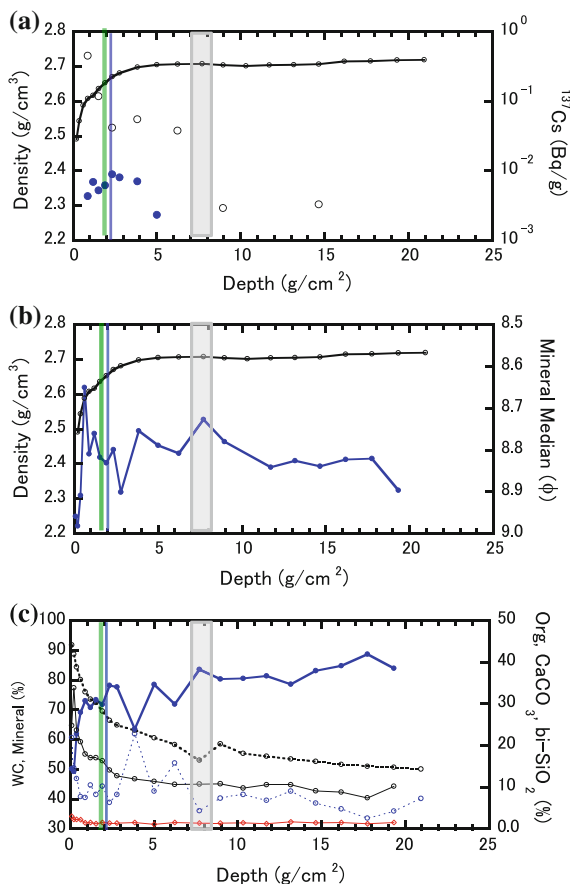 (a)
Density (g/cm³)
2.8
2.7
2.6
2.5
2.4
2.3
2.2
10⁰
10⁻¹
10⁻²
10⁻³
¹³⁷Cs (Bq/g)
0 5 10 15 20 25
Depth (g/cm²)
(b)
Density (g/cm³)
2.8
2.7
2.6
2.5
2.4
2.3
2.2
8.5
8.6
8.7
8.8
8.9
9.0
Mineral Median (ϕ)
0 5 10 15 20 25
Depth (g/cm²)
(c)
WC, Mineral (%)
100
90
80
70
60
50
40
30
50
40
30
20
10
0.0
Org, CaCO₃, bi−SiO₂ (%)
0 5 10 15 20 25
Depth (g/cm²)